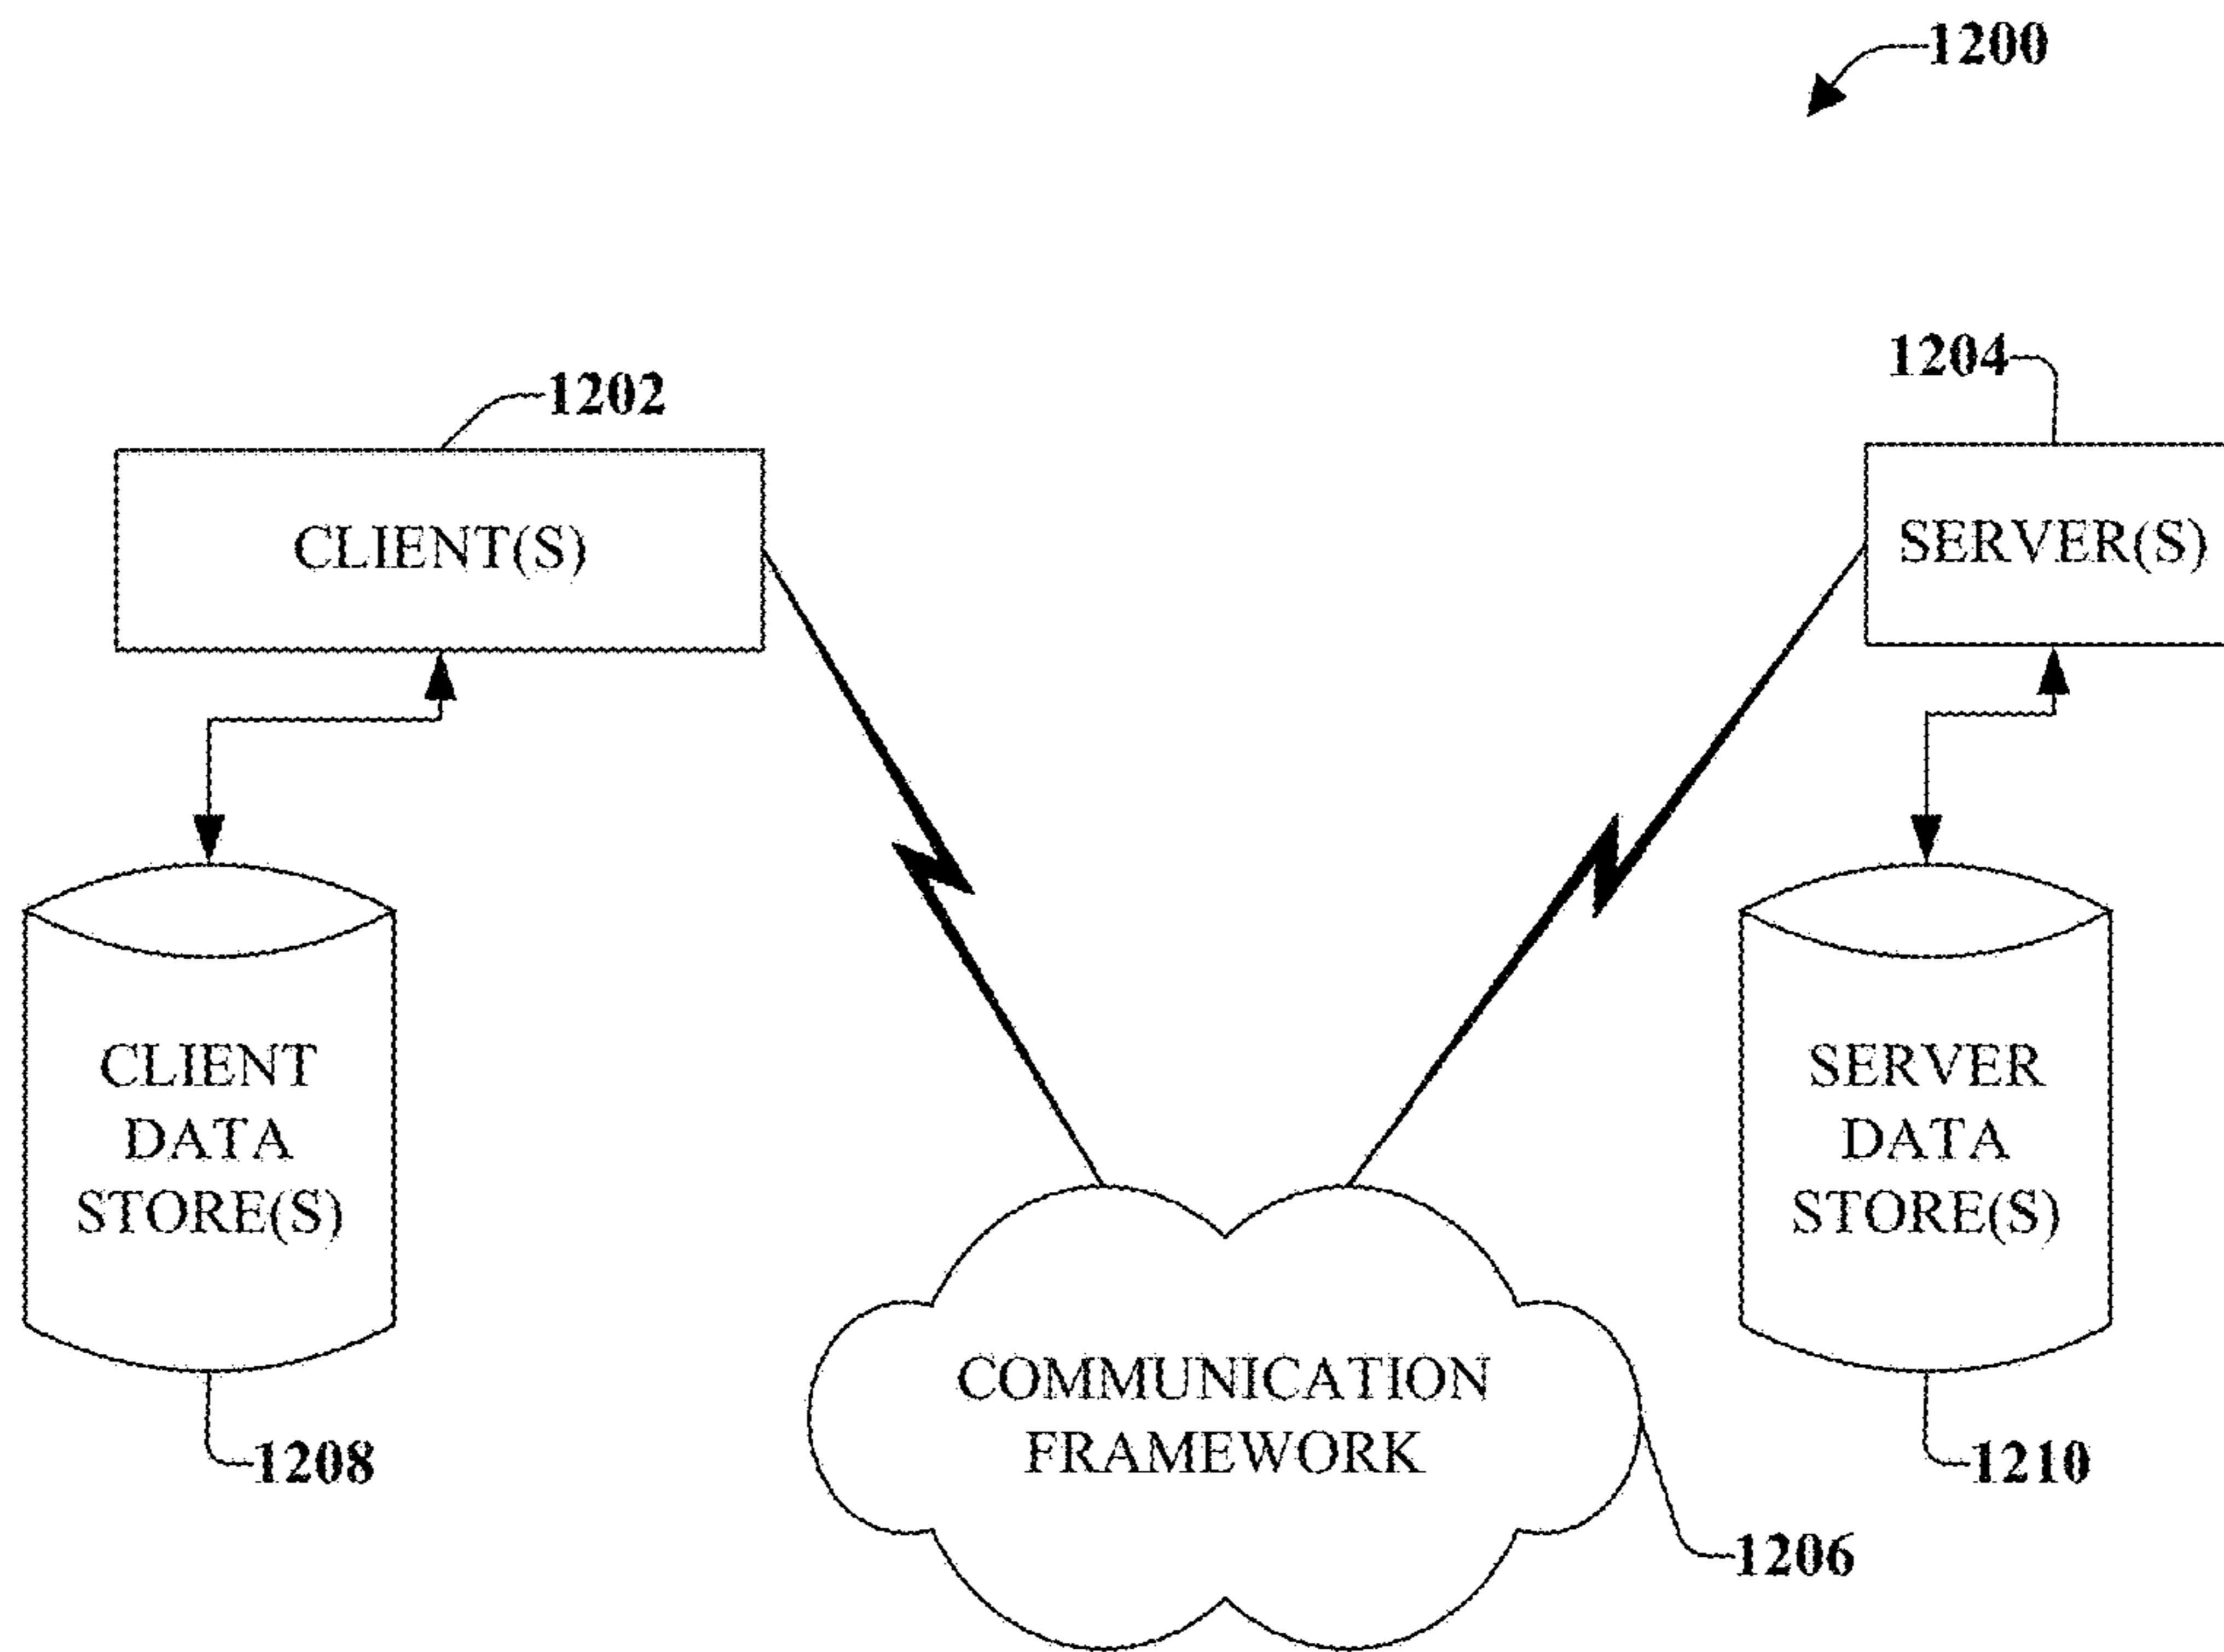 1200
1202
1204
CLIENT(S)
SERVER(S)
CLIENT
DATA
STORE(S)
SERVER
DATA
STORE(S)
COMMUNICATION
FRAMEWORK
1208
1210
1206